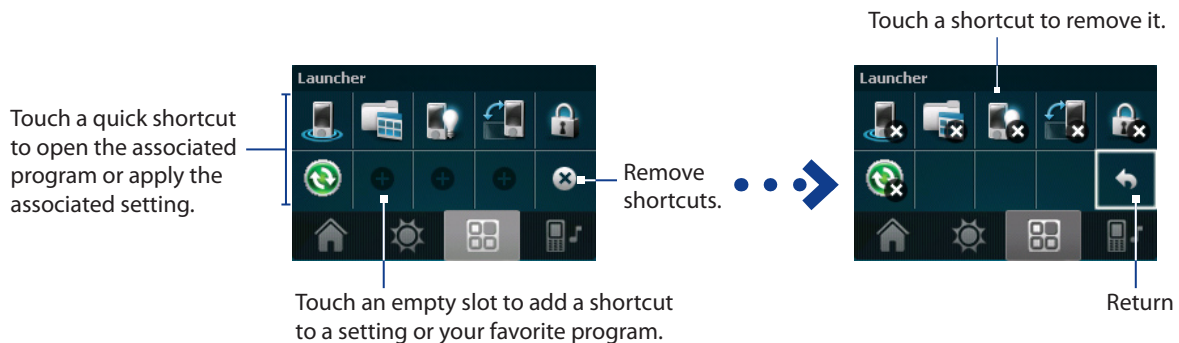 Touch a shortcut to remove it.
Launcher
Launcher
Touch a quick shortcut
to open the associated
program or apply the
associated setting.
Remove
shortcuts.
Touch an empty slot to add a shortcut
to a setting or your favorite program.
Return